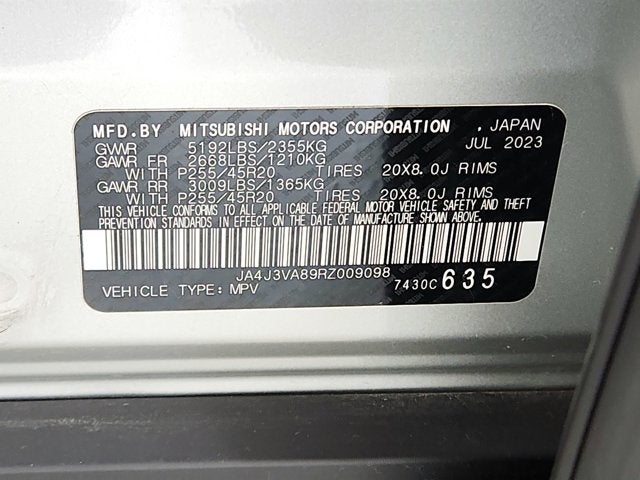 MFD.BY MITSUBISHI MOTORS CORPORATION , JAPAN
GVWR 5192LBS/2355KG JUL 2023
GAWR FR 2668LBS/1210KG
WITH P255/45R20 TIRES 20X8.0J RIMS
GAWR RR 3009LBS/1365KG
WITH P255/45R20 TIRES 20X8.0J RIMS
THIS VEHICLE CONFORMS TO ALL APPLICABLE FEDERAL MOTOR VEHICLE SAFETY AND THEFT
PREVENTION STANDARDS IN EFFECT ON THE DATE OF MANUFACTURE SHOWN ABOVE.
JA4J3VA89RZ009098
VEHICLE TYPE: MPV 7430C 635